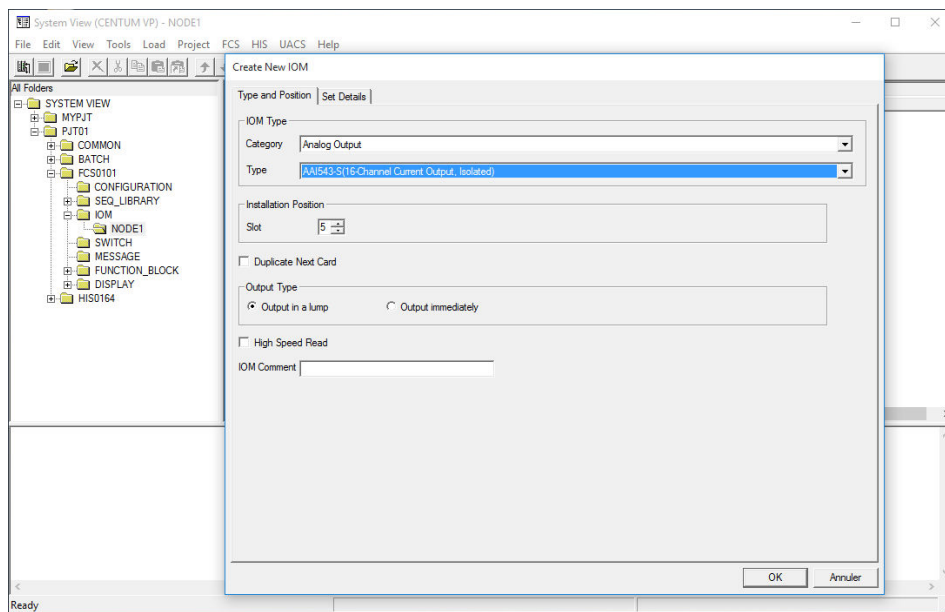 System View (CENTUM VP) - NODE1
File Edit View Tools Load Project FCS HIS UACS Help
All Folders
SYSTEM VIEW
MYPJT
PJT01
COMMON
BATCH
FCS0101
CONFIGURATION
SEQ_LIBRARY
IOM
NODE1
SWITCH
MESSAGE
FUNCTION_BLOCK
DISPLAY
HIS0164
Create New IOM
Type and Position Set Details
IOM Type
Category Analog Output
Type AAI543-S(16-Channel Current Output, Isolated)
Installation Position
Slot 5
Duplicate Next Card
Output Type
Output in a lump Output immediately
High Speed Read
IOM Comment
OK Annuler
Ready